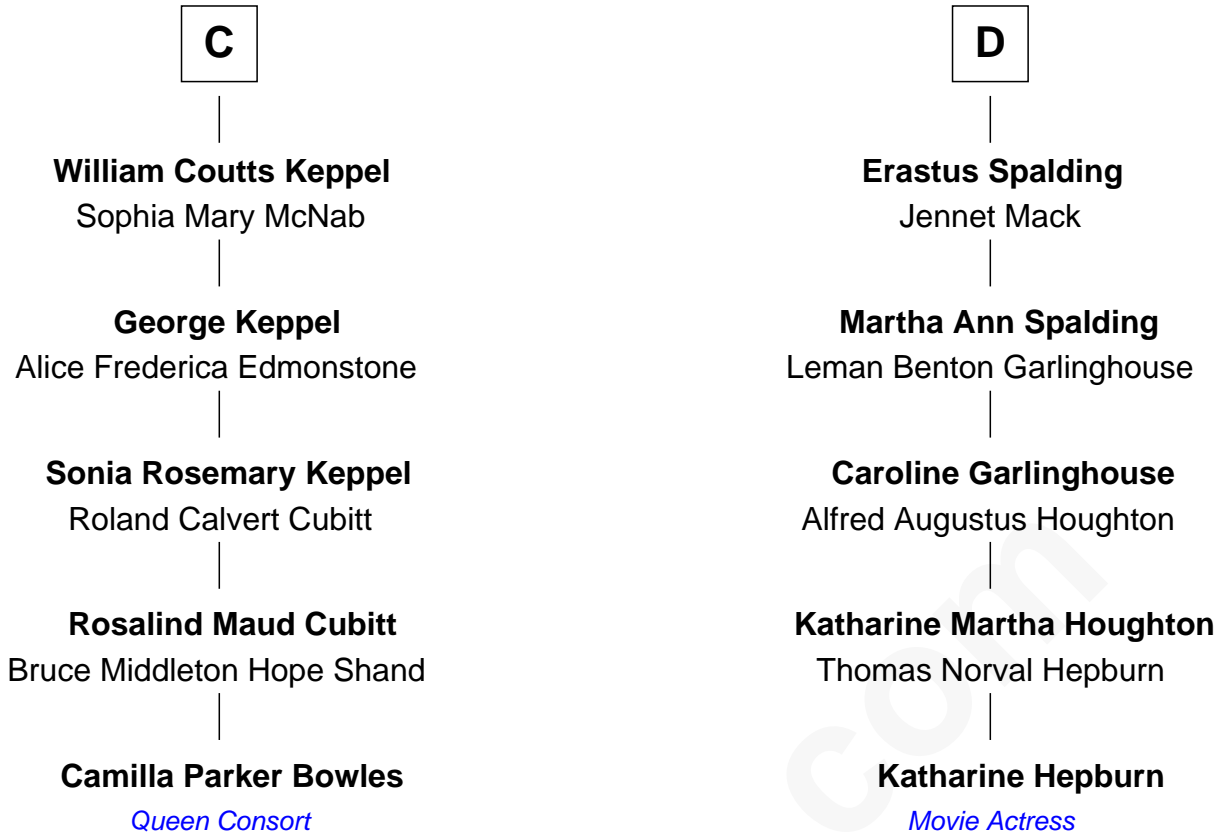 C
William Coutts Keppel
Sophia Mary McNab
George Keppel
Alice Frederica Edmonstone
Sonia Rosemary Keppel
Roland Calvert Cubitt
Rosalind Maud Cubitt
Bruce Middleton Hope Shand
Camilla Parker Bowles
Queen Consort
D
Erastus Spalding
Jennet Mack
Martha Ann Spalding
Leman Benton Garlinghouse
Caroline Garlinghouse
Alfred Augustus Houghton
Katharine Martha Houghton
Thomas Norval Hepburn
Katharine Hepburn
Movie Actress
com